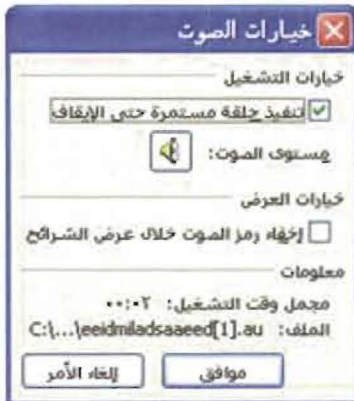 خيارات الصوت
خيارات التشغيل
تنفيذ حلقة مستمرة حتى الإيقاف
مستوى الصوت:
خيارات العرض
إخفاء رمز الصوت خلال عرض الشرائح
معلومات
مجمل وقت التشغيل: ٠٠:٠٢
الملف: C:\...\eeidmiladsaaeed[1].au
موافق إلغاء الأمر